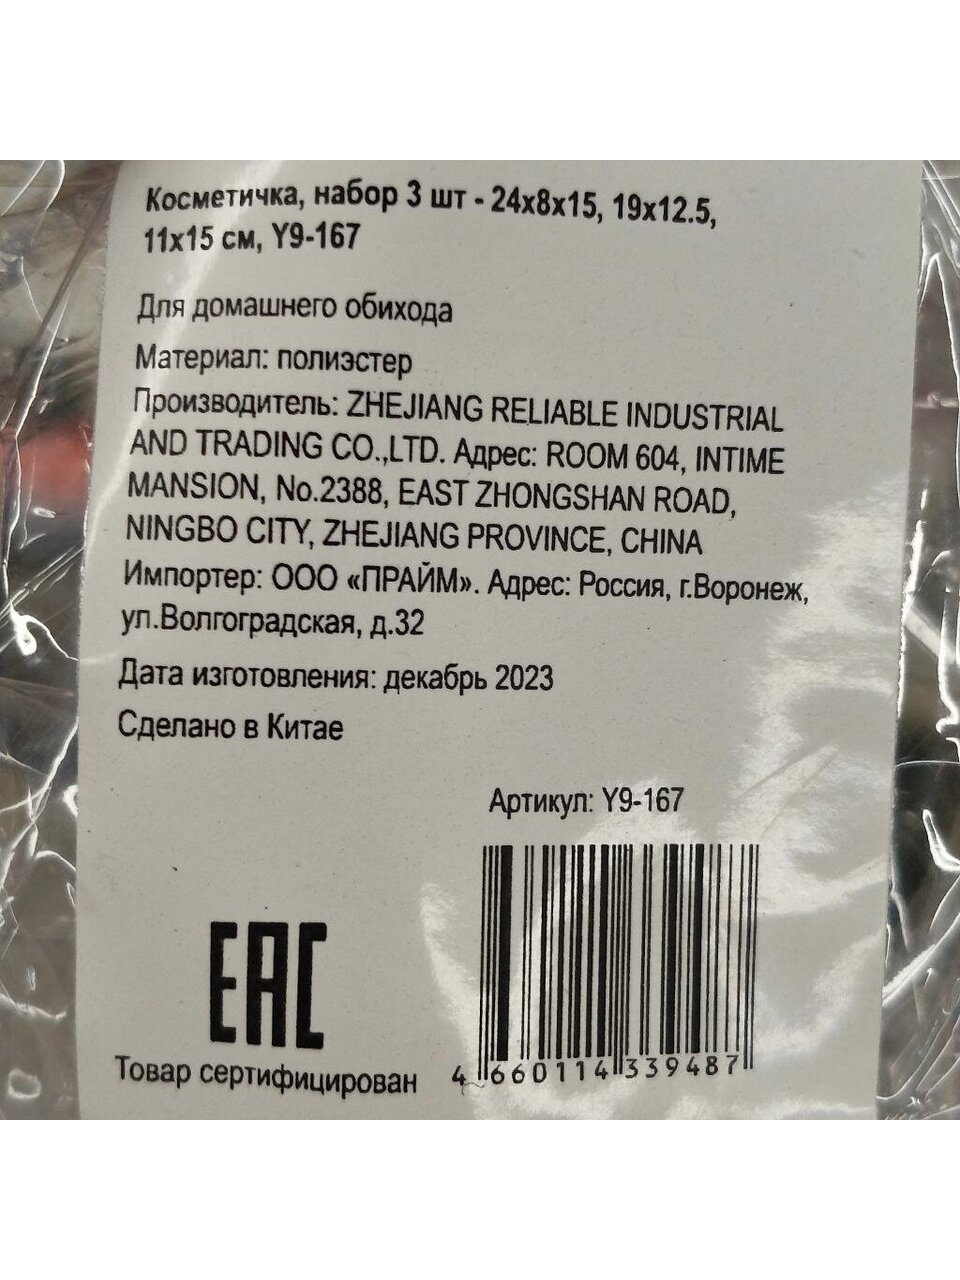 Косметичка, набор 3 шт - 24х8х15, 19х12.5,
11х15 см, Y9-167
Для домашнего обихода
Материал: полиэстер
Производитель: ZHEJIANG RELIABLE INDUSTRIAL
AND TRADING CO.,LTD. Адрес: ROOM 604, INTIME
MANSION, No.2388, EAST ZHONGSHAN ROAD,
NINGBO CITY, ZHEJIANG PROVINCE, CHINA
Импортер: ООО «ПРАЙМ». Адрес: Россия, г.Воронеж,
ул.Волгоградская, д.32
Дата изготовления: декабрь 2023
Сделано в Китае
Артикул: Y9-167
EAC
Товар сертифицирован
4 660114 339487